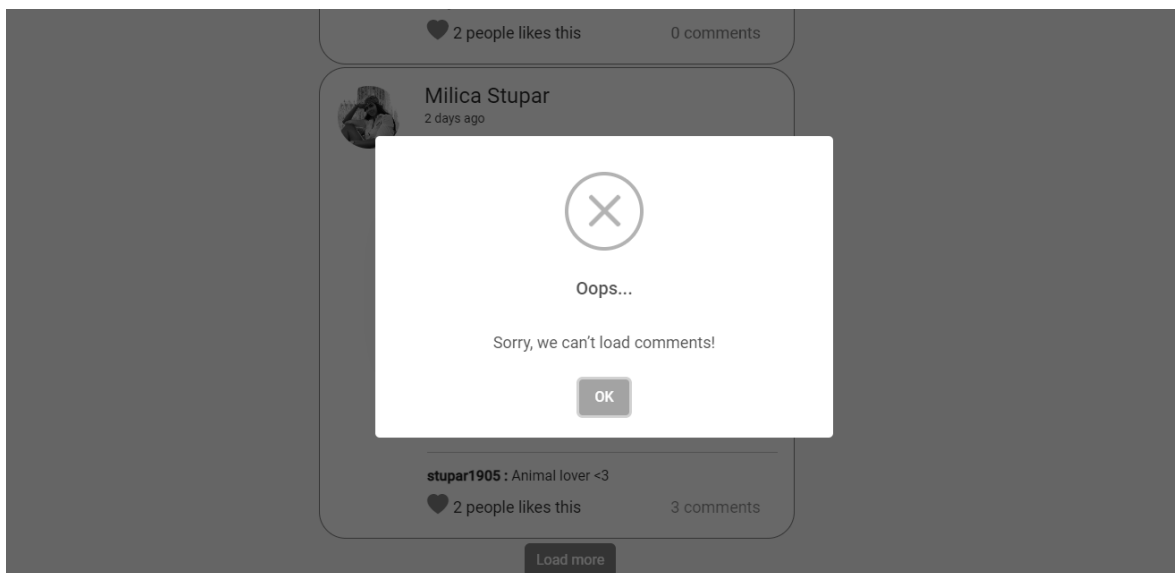 2 people likes this 0 comments
Milica Stupar
2 days ago
Oops...
Sorry, we can't load comments!
OK
stupar1905 : Animal lover <3
2 people likes this 3 comments
Load more